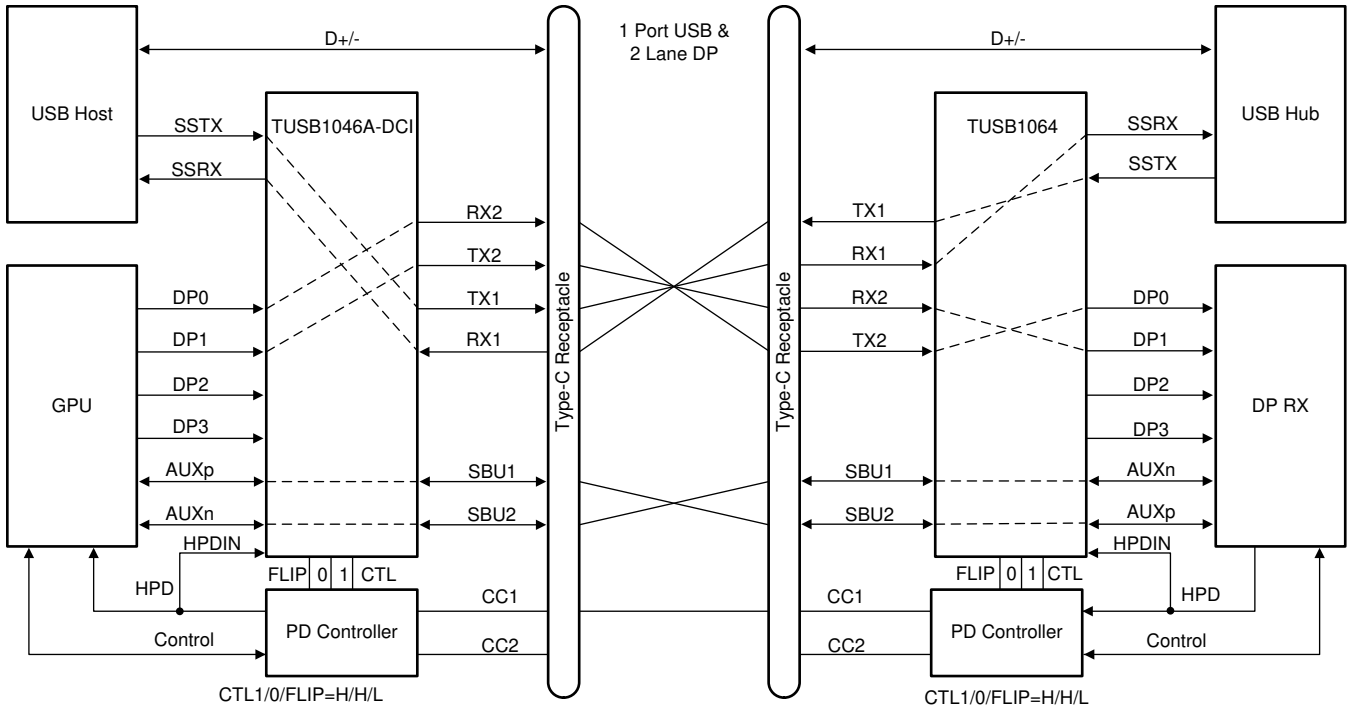 1 Port USB &
2 Lane DP
D+/-
D+/-
USB Host
TUSB1046A-DCI
TUSB1064
USB Hub
SSTX
SSRX
SSRX
SSTX
RX2
TX2
TX1
RX1
TX1
RX1
RX2
TX2
Type-C Receptacle
Type-C Receptacle
GPU
DP0
DP1
DP2
DP3
AUXp
AUXn
HPDIN
SBU1
SBU2
SBU1
SBU2
DP0
DP1
DP2
DP3
AUXn
AUXp
HPDIN
DP RX
FLIP 0 1 CTL
FLIP 0 1 CTL
HPD
Control
PD Controller
CC1
CC2
CC1
CC2
PD Controller
HPD
Control
CTL1/0/FLIP=H/H/L
CTL1/0/FLIP=H/H/L